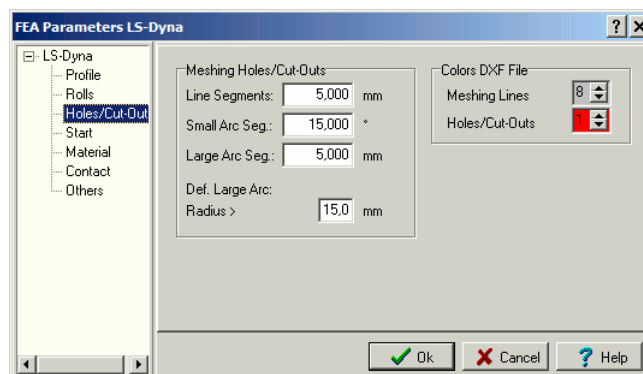 FEA Parameters LS-Dyna
LS-Dyna
Profile
Rolls
Holes/Cut-Out
Start
Material
Contact
Others
Meshing Holes/Cut-Outs
Line Segments: 5,000 mm
Small Arc Seg.: 15,000 °
Large Arc Seg.: 5,000 mm
Def. Large Arc:
Radius > 15,0 mm
Colors DXF File
Meshing Lines 8
Holes/Cut-Outs 1
Ok
Cancel
? Help